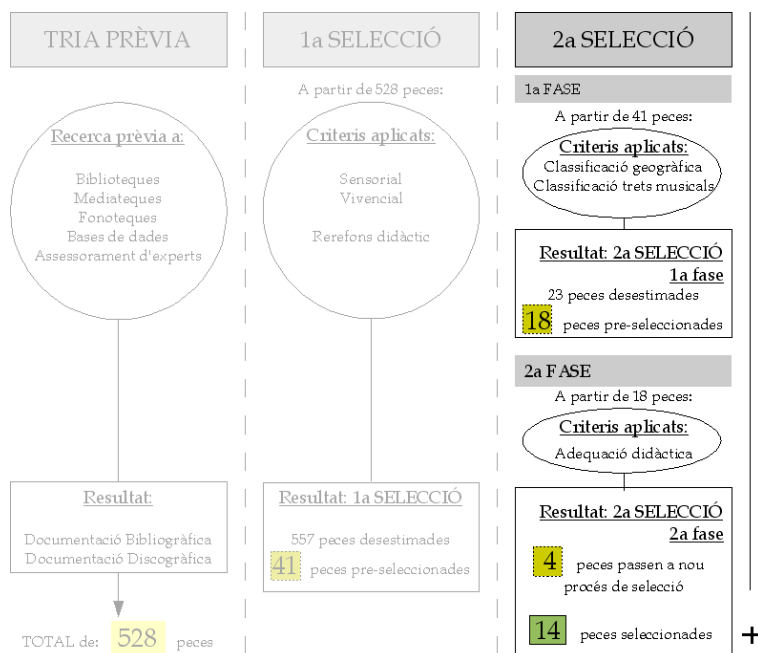 TRIA PRÈVIA
Recerca prèvia a:
Biblioteques
Mediateques
Fonoteques
Bases de dades
Assessorament d'experts
Resultat:
Documentació Bibliogràfica
Documentació Discogràfica
TOTAL de: 528 peces
1a SELECCIÓ
A partir de 528 peces:
Criteris aplicats:
Sensorial
Vivencial
Rerefons didàctic
Resultat: 1a SELECCIÓ
557 peces desestimades
41 peces pre-seleccionades
2a SELECCIÓ
1a FASE
A partir de 41 peces:
Criteris aplicats:
Classificació geogràfica
Classificació trets musicals
Resultat: 2a SELECCIÓ
1a fase
23 peces desestimades
18 peces pre-seleccionades
2a FASE
A partir de 18 peces:
Criteris aplicats:
Adequació didàctica
Resultat: 2a SELECCIÓ
2a fase
4 peces passen a nou
procés de selecció
14 peces seleccionades
+